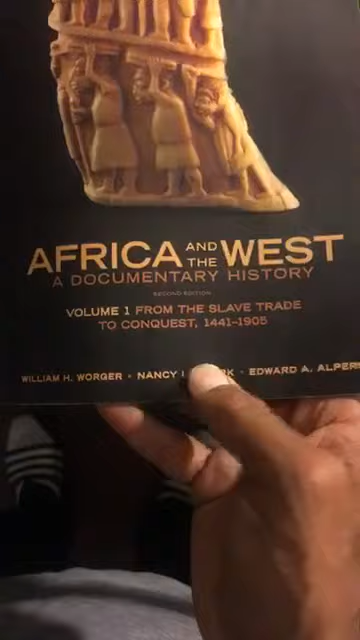 AFRICA AND THE WEST
A DOCUMENTARY HISTORY
SECOND EDITION
VOLUME 1 FROM THE SLAVE TRADE
TO CONQUEST, 1441–1905
WILLIAM H. WORGER • NANCY • EDWARD A. ALPERS